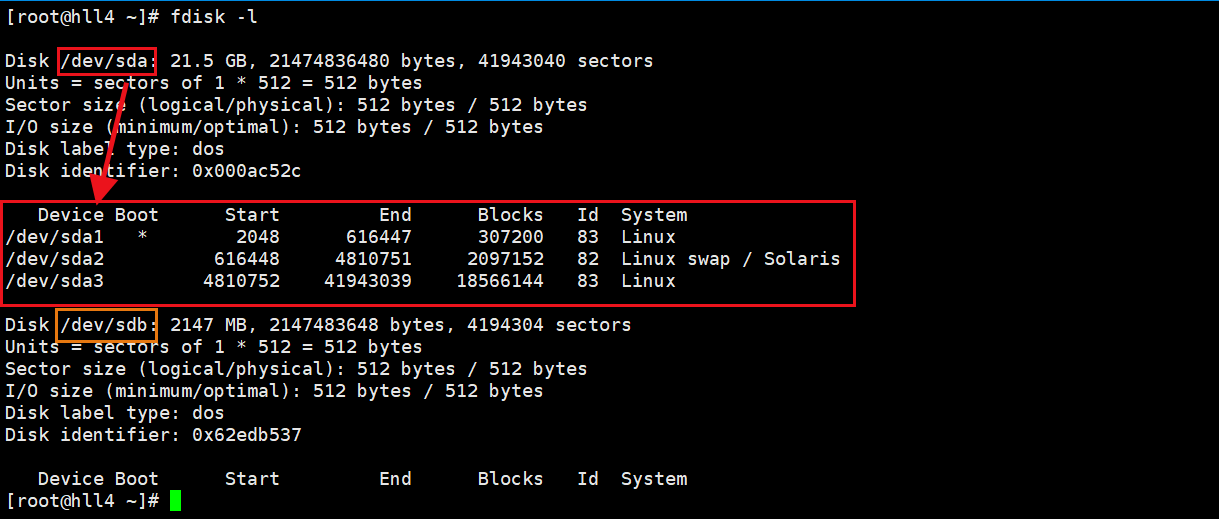 [root@hll4 ~]# fdisk -l
Disk /dev/sda: 21.5 GB, 21474836480 bytes, 41943040 sectors
Units = sectors of 1 * 512 = 512 bytes
Sector size (logical/physical): 512 bytes / 512 bytes
I/O size (minimum/optimal): 512 bytes / 512 bytes
Disk label type: dos
Disk identifier: 0x000ac52c
Device Boot Start End Blocks Id System
/dev/sda1 * 2048 616447 307200 83 Linux
/dev/sda2 616448 4810751 2097152 82 Linux swap / Solaris
/dev/sda3 4810752 41943039 18566144 83 Linux
Disk /dev/sdb: 2147 MB, 2147483648 bytes, 4194304 sectors
Units = sectors of 1 * 512 = 512 bytes
Sector size (logical/physical): 512 bytes / 512 bytes
I/O size (minimum/optimal): 512 bytes / 512 bytes
Disk label type: dos
Disk identifier: 0x62edb537
Device Boot Start End Blocks Id System
[root@hll4 ~]#